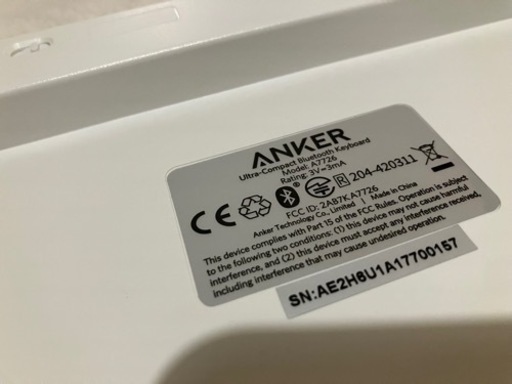 ANKER
Ultra-Compact Bluetooth Keyboard
Model: A7726
Rating: 3V⎓3mA
CE R 204-420311
FCC ID: 2AB7KA7726
Anker Technology Co., Limited | Made in China
This device complies with Part 15 of the FCC Rules. Operation is subject
to the following two conditions: (1) this device may not cause harmful
interference, and (2) this device must accept any interference received,
including interference that may cause undesired operation.
SN:AE2H6U1A17700157